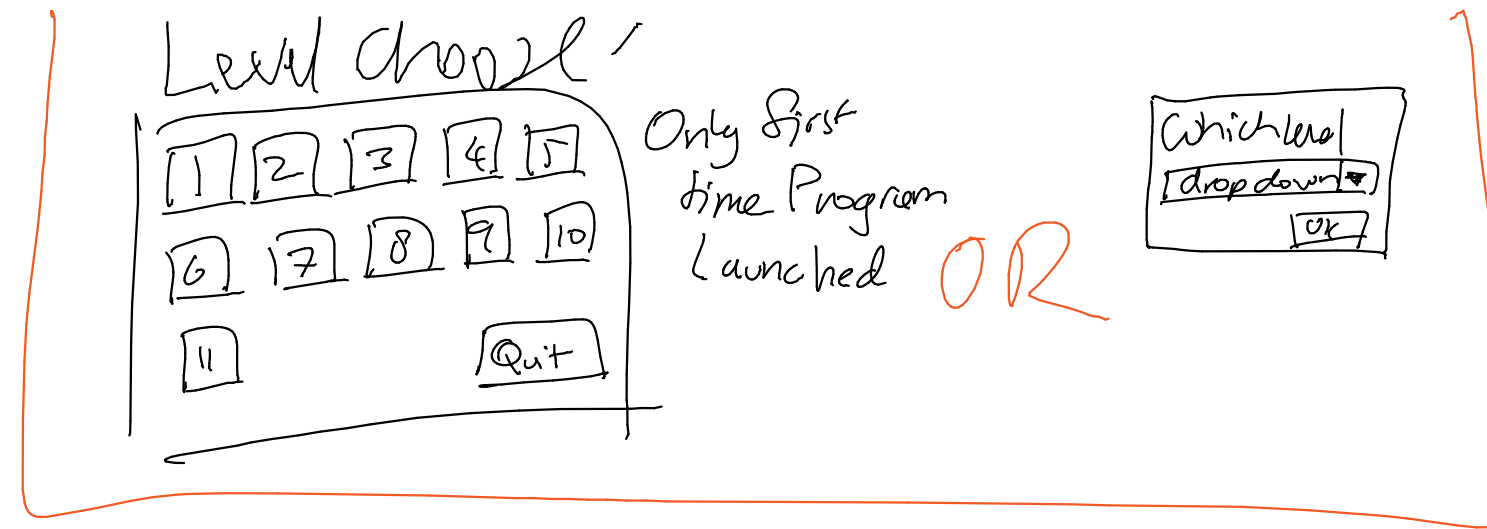 Level choose
1 2 3 4 5
6 7 8 9 10
11 Quit
Only first
time Program
Launched
OR
Which level
drop down
OK